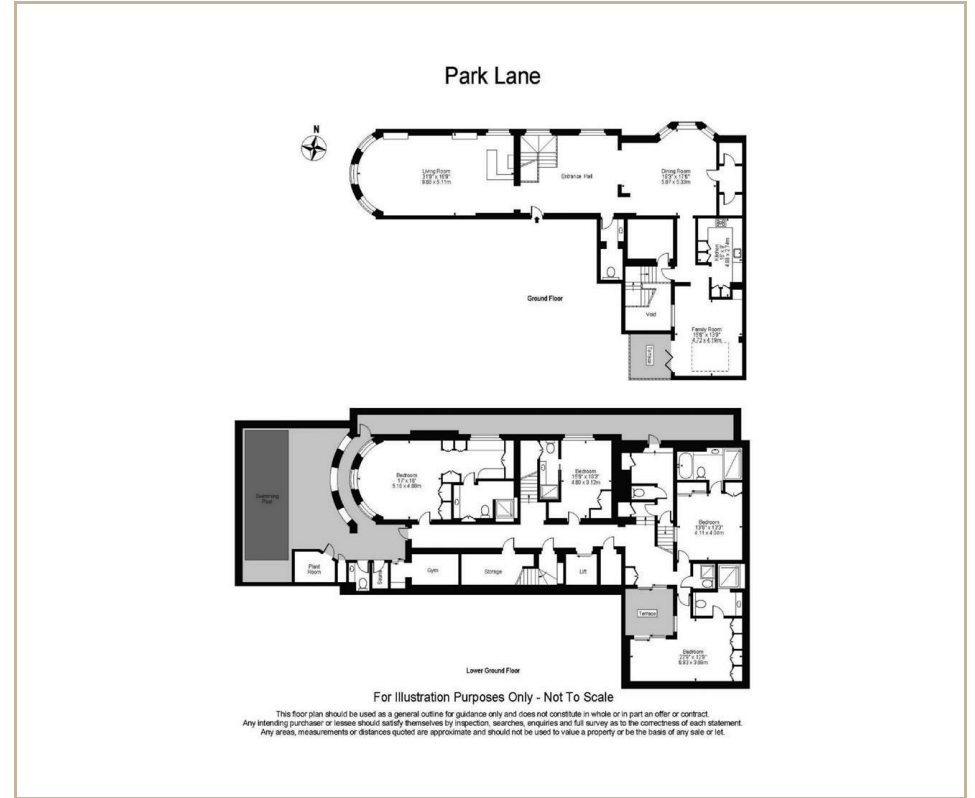 Park Lane
N
Living Room
31'9" x 16'9"
Entrance Hall
Dining Room
Kitchen
Ground Floor
Void
Terrace
Family Room
Swimming
Pool
Bedroom
17' x 16'
Bedroom
Bedroom
Plant
Room
Gym
Storage
Lift
Terrace
Bedroom
Lower Ground Floor
For Illustration Purposes Only - Not To Scale
This floor plan should be used as a general outline for guidance only and does not constitute in whole or in part an offer or contract.
Any intending purchaser or lessee should satisfy themselves by inspection, searches, enquiries and full survey as to the correctness of each statement.
Any areas, measurements or distances quoted are approximate and should not be used to value a property or be the basis of any sale or let.